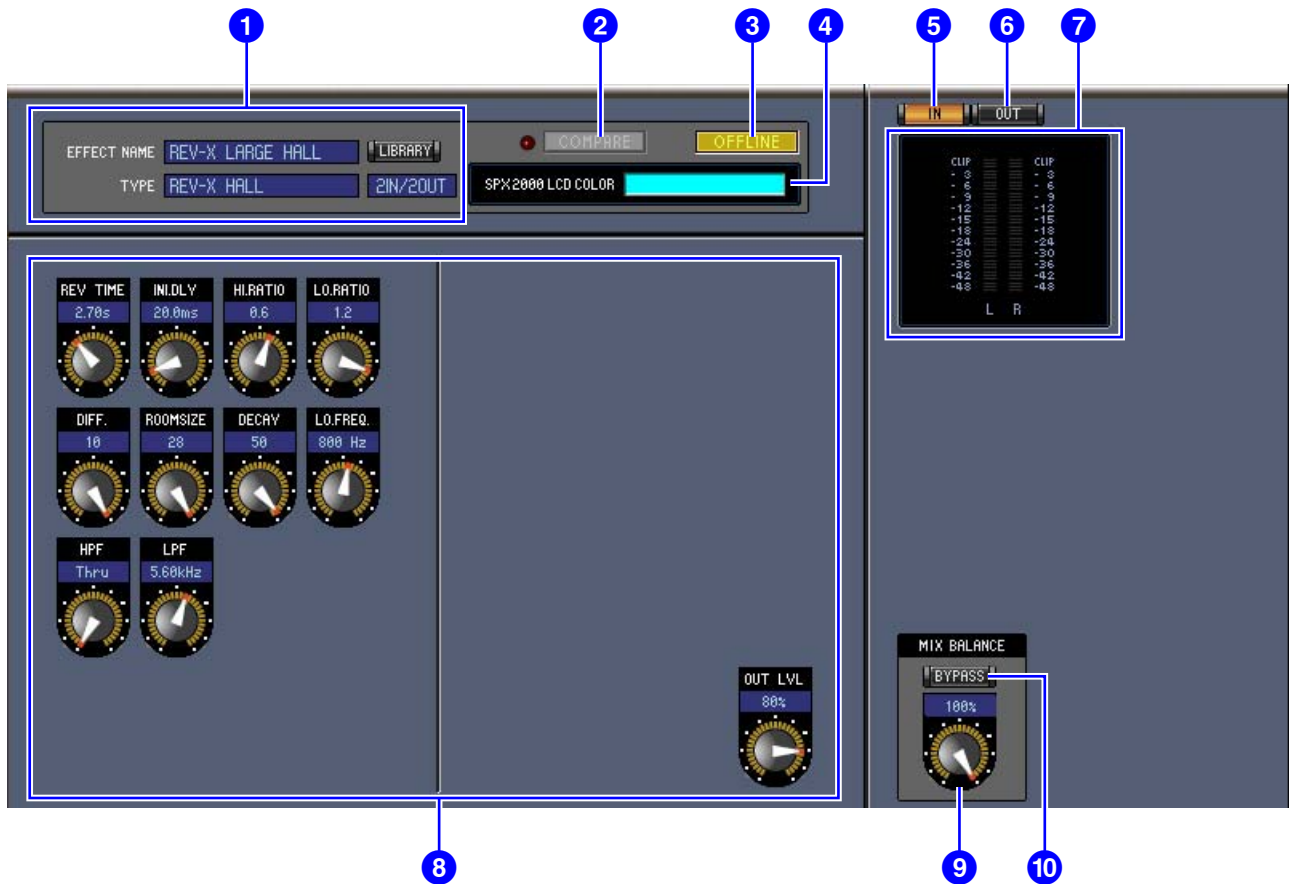 1 2 3 4 5 6 7
IN OUT
EFFECT NAME REV-X LARGE HALL LIBRARY
TYPE REV-X HALL 2IN/2OUT
COMPARE OFFLINE
SPX2000 LCD COLOR
CLIP CLIP
- 3 - 3
- 6 - 6
- 9 - 9
-12 -12
-15 -15
-18 -18
-24 -24
-30 -30
-36 -36
-42 -42
-48 -48
L R
REV TIME INI.DLY HI.RATIO LO.RATIO
2.70s 20.0ms 0.6 1.2
DIFF. ROOMSIZE DECAY LO.FREQ.
10 28 50 800 Hz
HPF LPF
Thru 5.60kHz
OUT LVL
80%
MIX BALANCE
BYPASS
100%
8 9 10